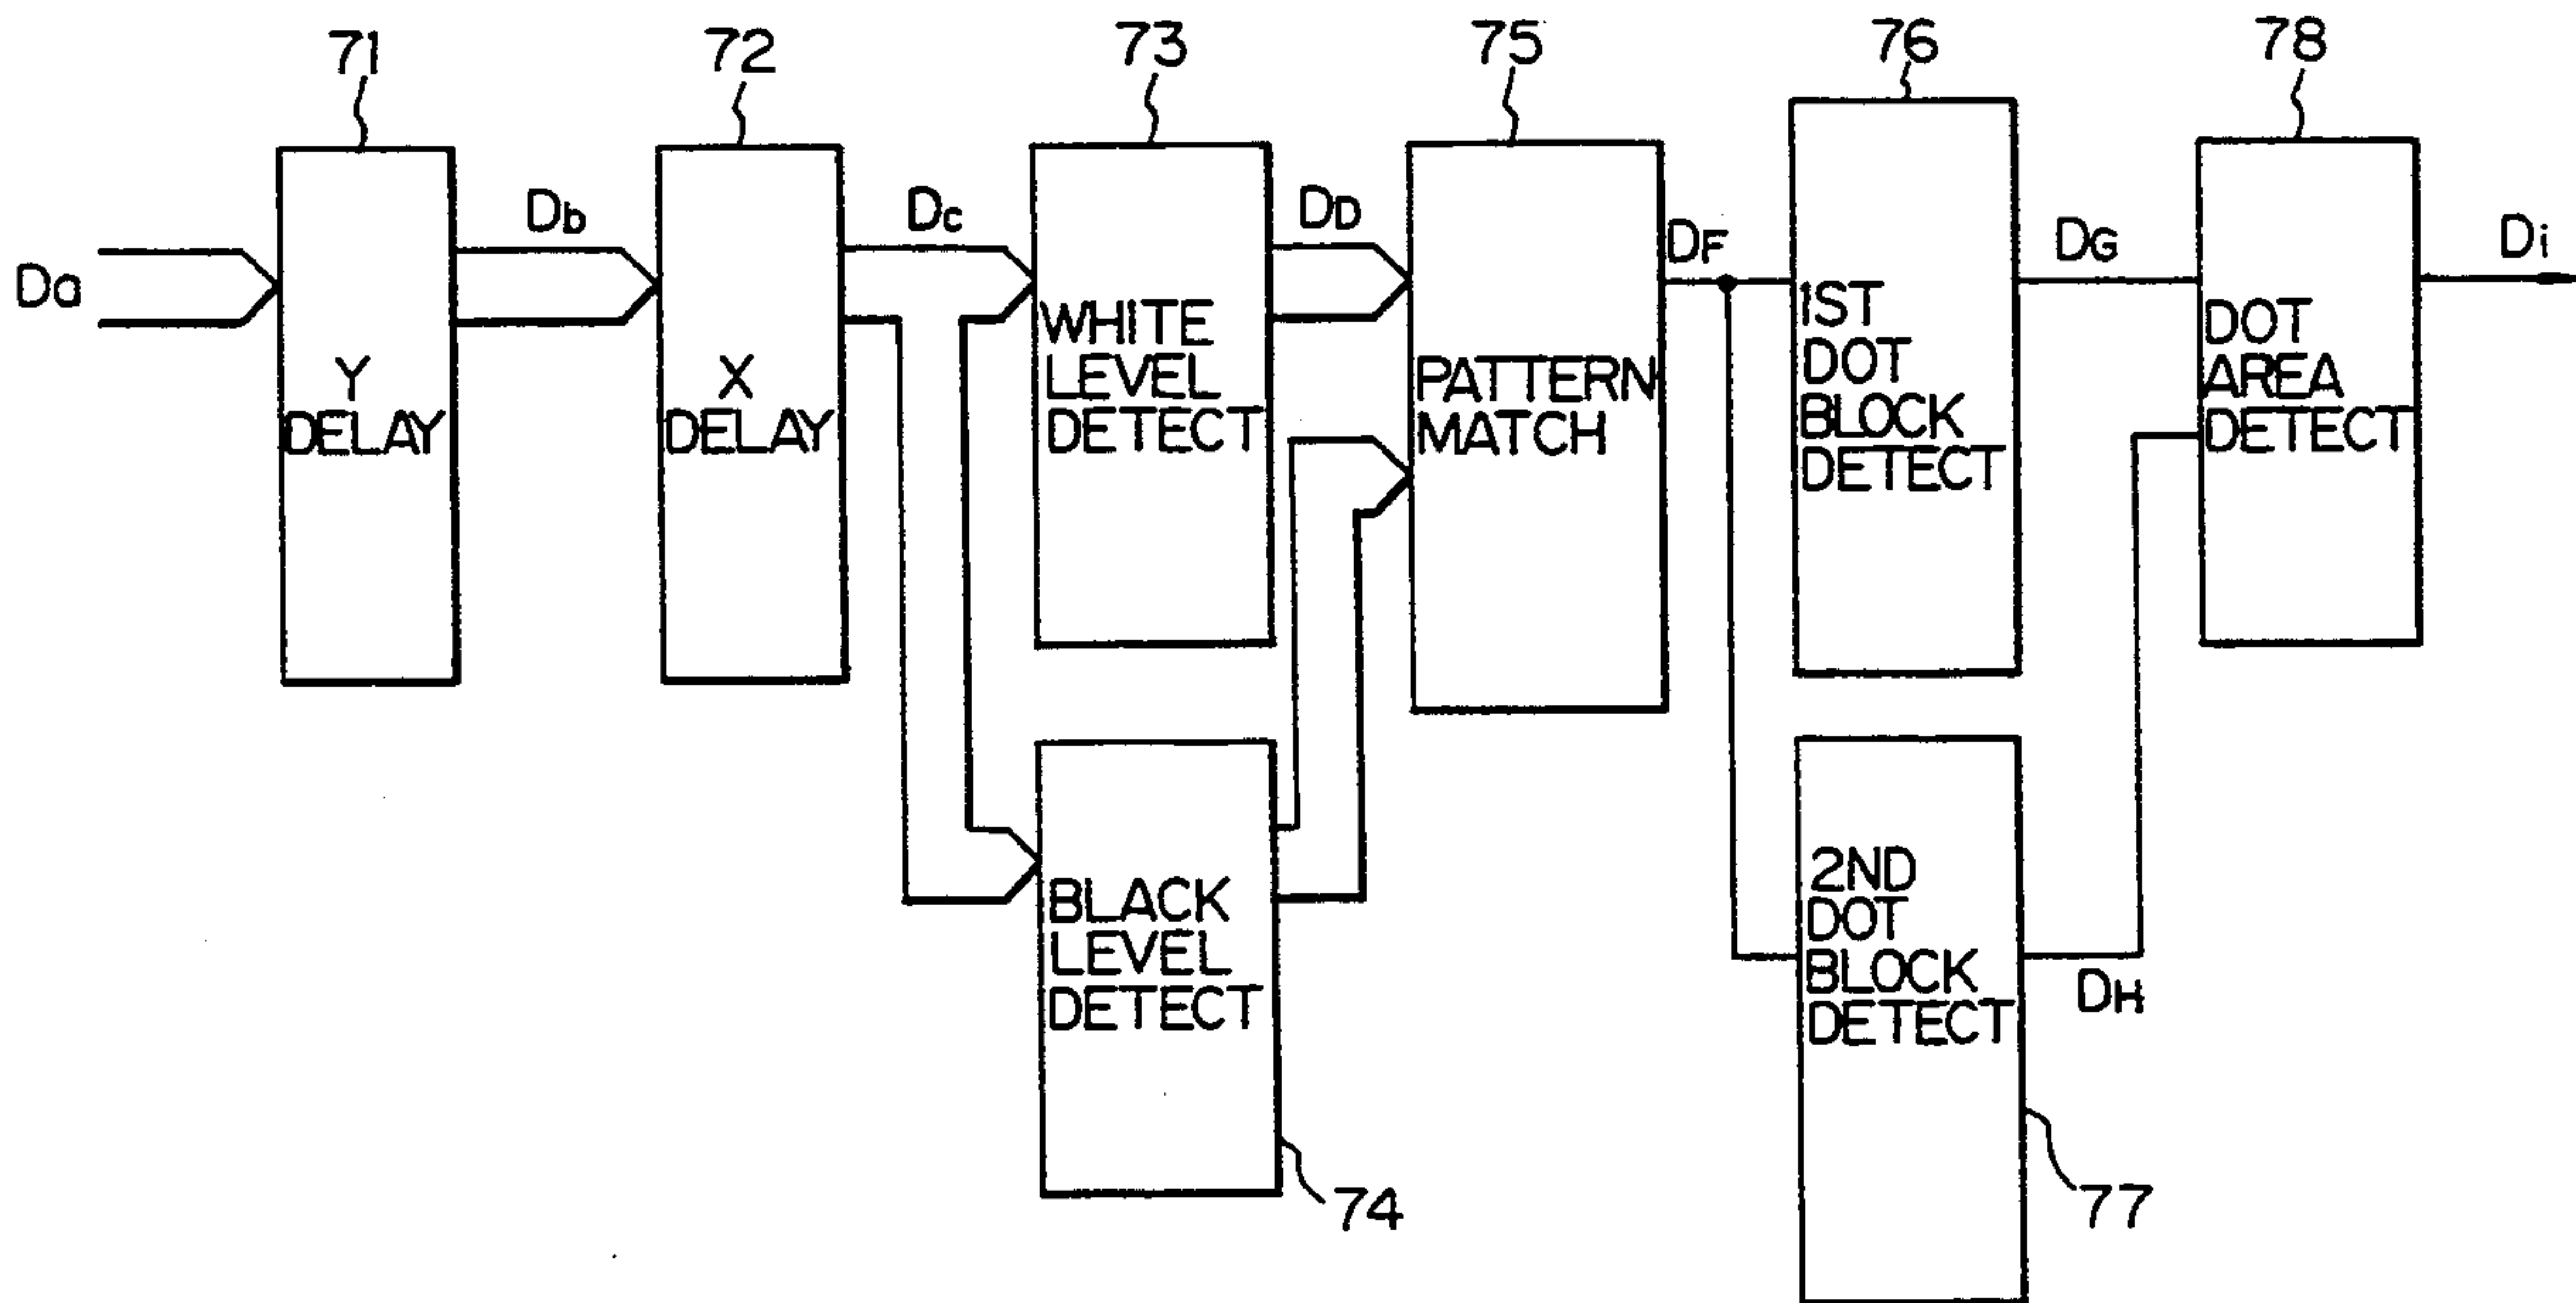 71
72
73
75
76
78
Da
Db
Dc
DD
DF
DG
Di
Y
DELAY
X
DELAY
WHITE
LEVEL
DETECT
PATTERN
MATCH
1ST
DOT
BLOCK
DETECT
DOT
AREA
DETECT
BLACK
LEVEL
DETECT
74
2ND
DOT
BLOCK
DETECT
DH
77